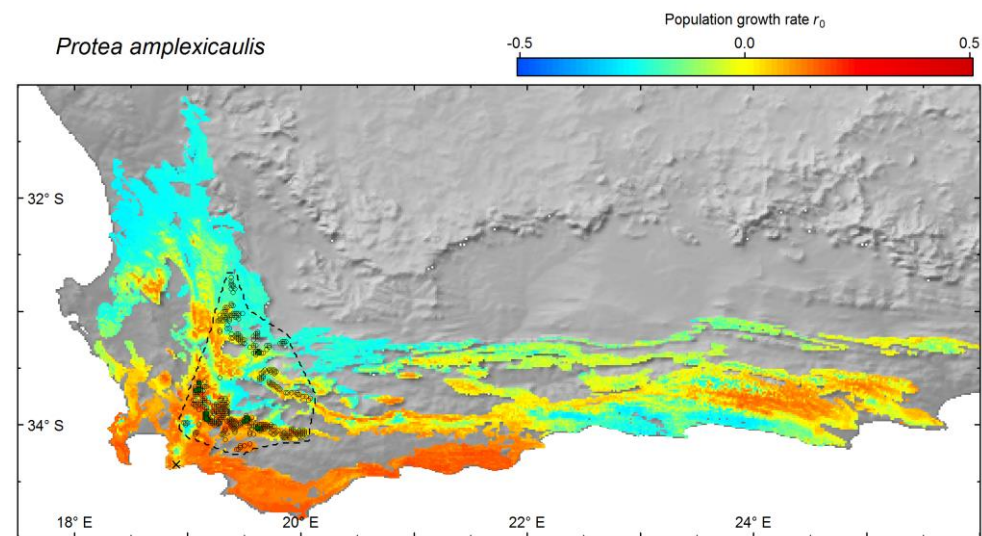 Population growth rate r₀
Protea amplexicaulis
-0.5 0.0 0.5
32° S
34° S
18° E 20° E 22° E 24° E